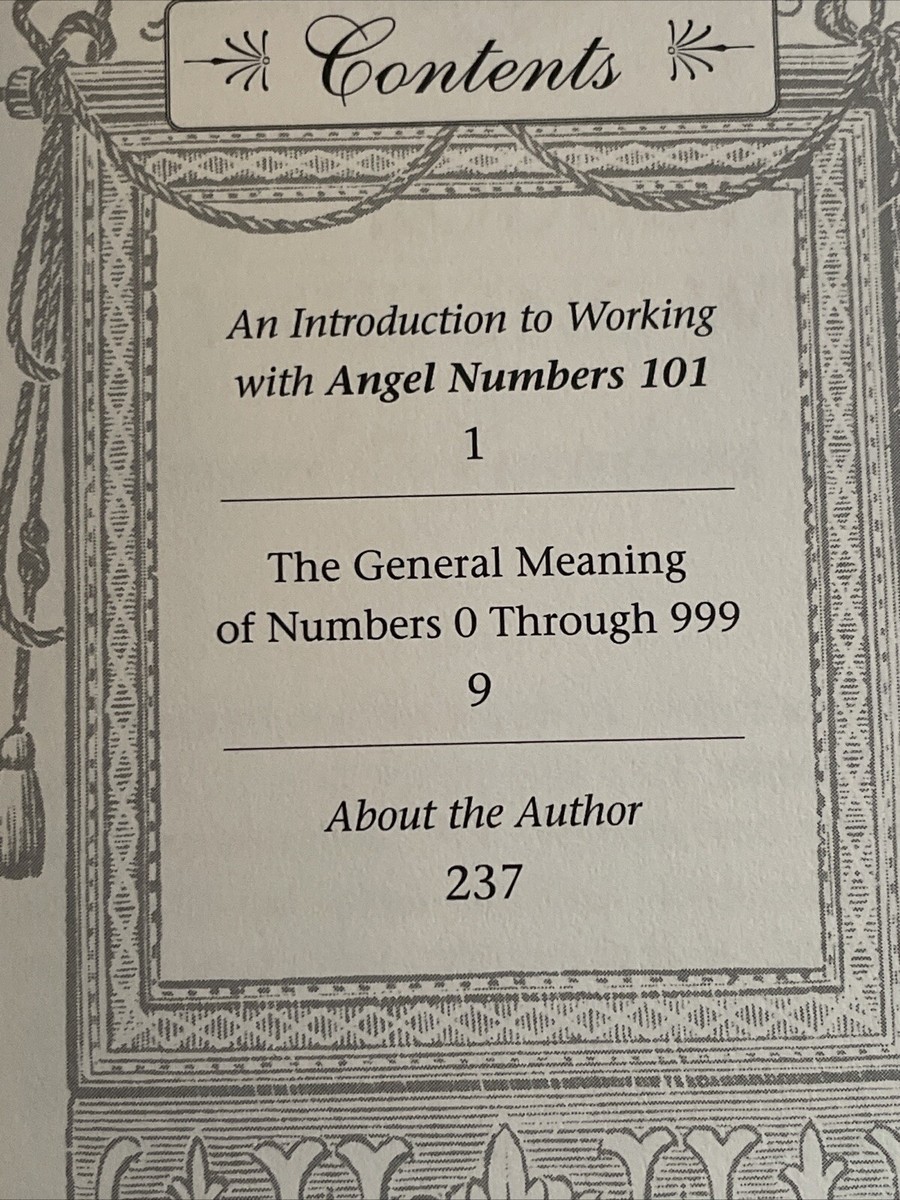 Contents
An Introduction to Working
with Angel Numbers 101
1
The General Meaning
of Numbers 0 Through 999
9
About the Author
237